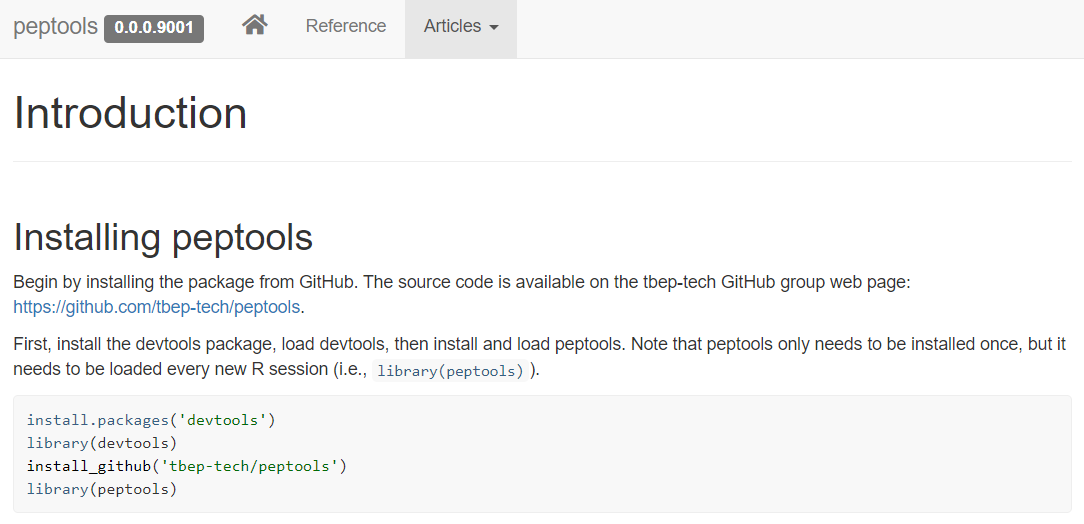 peptools 0.0.0.9001 Reference Articles
Introduction
Installing peptools
Begin by installing the package from GitHub. The source code is available on the tbep-tech GitHub group web page:
https://github.com/tbep-tech/peptools.
First, install the devtools package, load devtools, then install and load peptools. Note that peptools only needs to be installed once, but it
needs to be loaded every new R session (i.e., library(peptools) ).
install.packages('devtools')
library(devtools)
install_github('tbep-tech/peptools')
library(peptools)